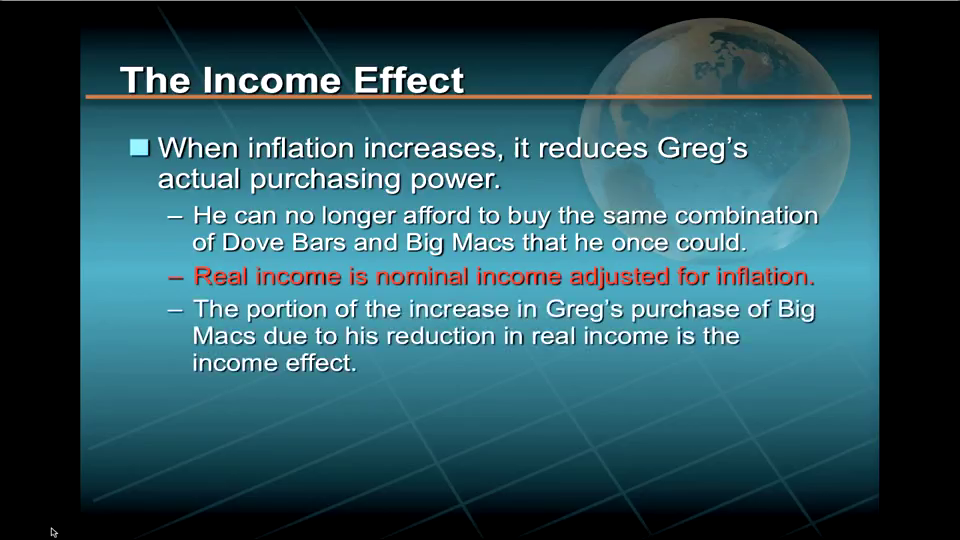 The Income Effect
When inflation increases, it reduces Greg's
actual purchasing power.
– He can no longer afford to buy the same combination
of Dove Bars and Big Macs that he once could.
– Real income is nominal income adjusted for inflation.
– The portion of the increase in Greg's purchase of Big
Macs due to his reduction in real income is the
income effect.